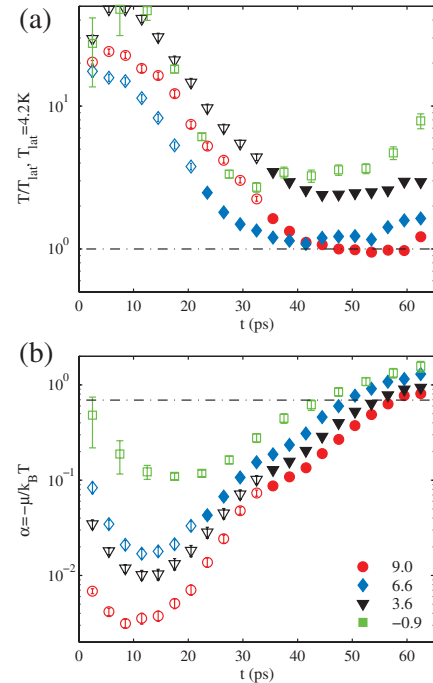 (a)
T/T_lat, T_lat=4.2K
10^1
10^0
0 10 20 30 40 50 60
t (ps)
(b)
α=−μ/k_BT
10^0
10^−1
10^−2
9.0
6.6
3.6
−0.9
0 10 20 30 40 50 60
t (ps)